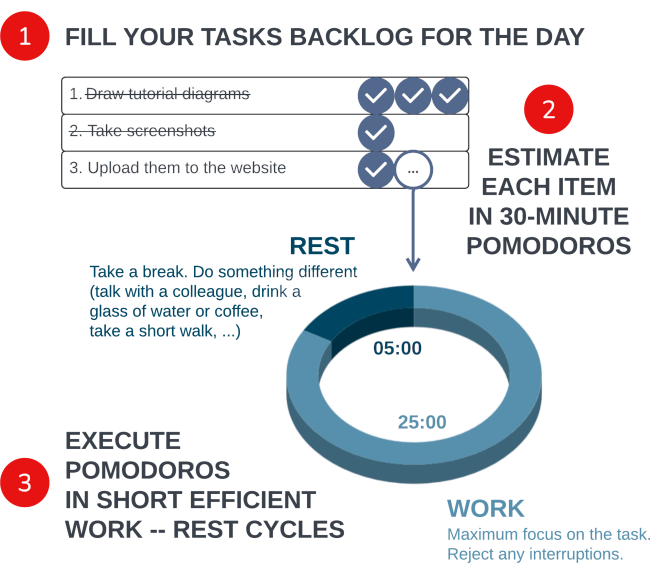 1 FILL YOUR TASKS BACKLOG FOR THE DAY
1. Draw tutorial diagrams
2. Take screenshots
3. Upload them to the website ...
2
ESTIMATE
EACH ITEM
IN 30-MINUTE
POMODOROS
REST
Take a break. Do something different
(talk with a colleague, drink a
glass of water or coffee,
take a short walk, ...)
05:00
25:00
3
EXECUTE
POMODOROS
IN SHORT EFFICIENT
WORK -- REST CYCLES
WORK
Maximum focus on the task.
Reject any interruptions.